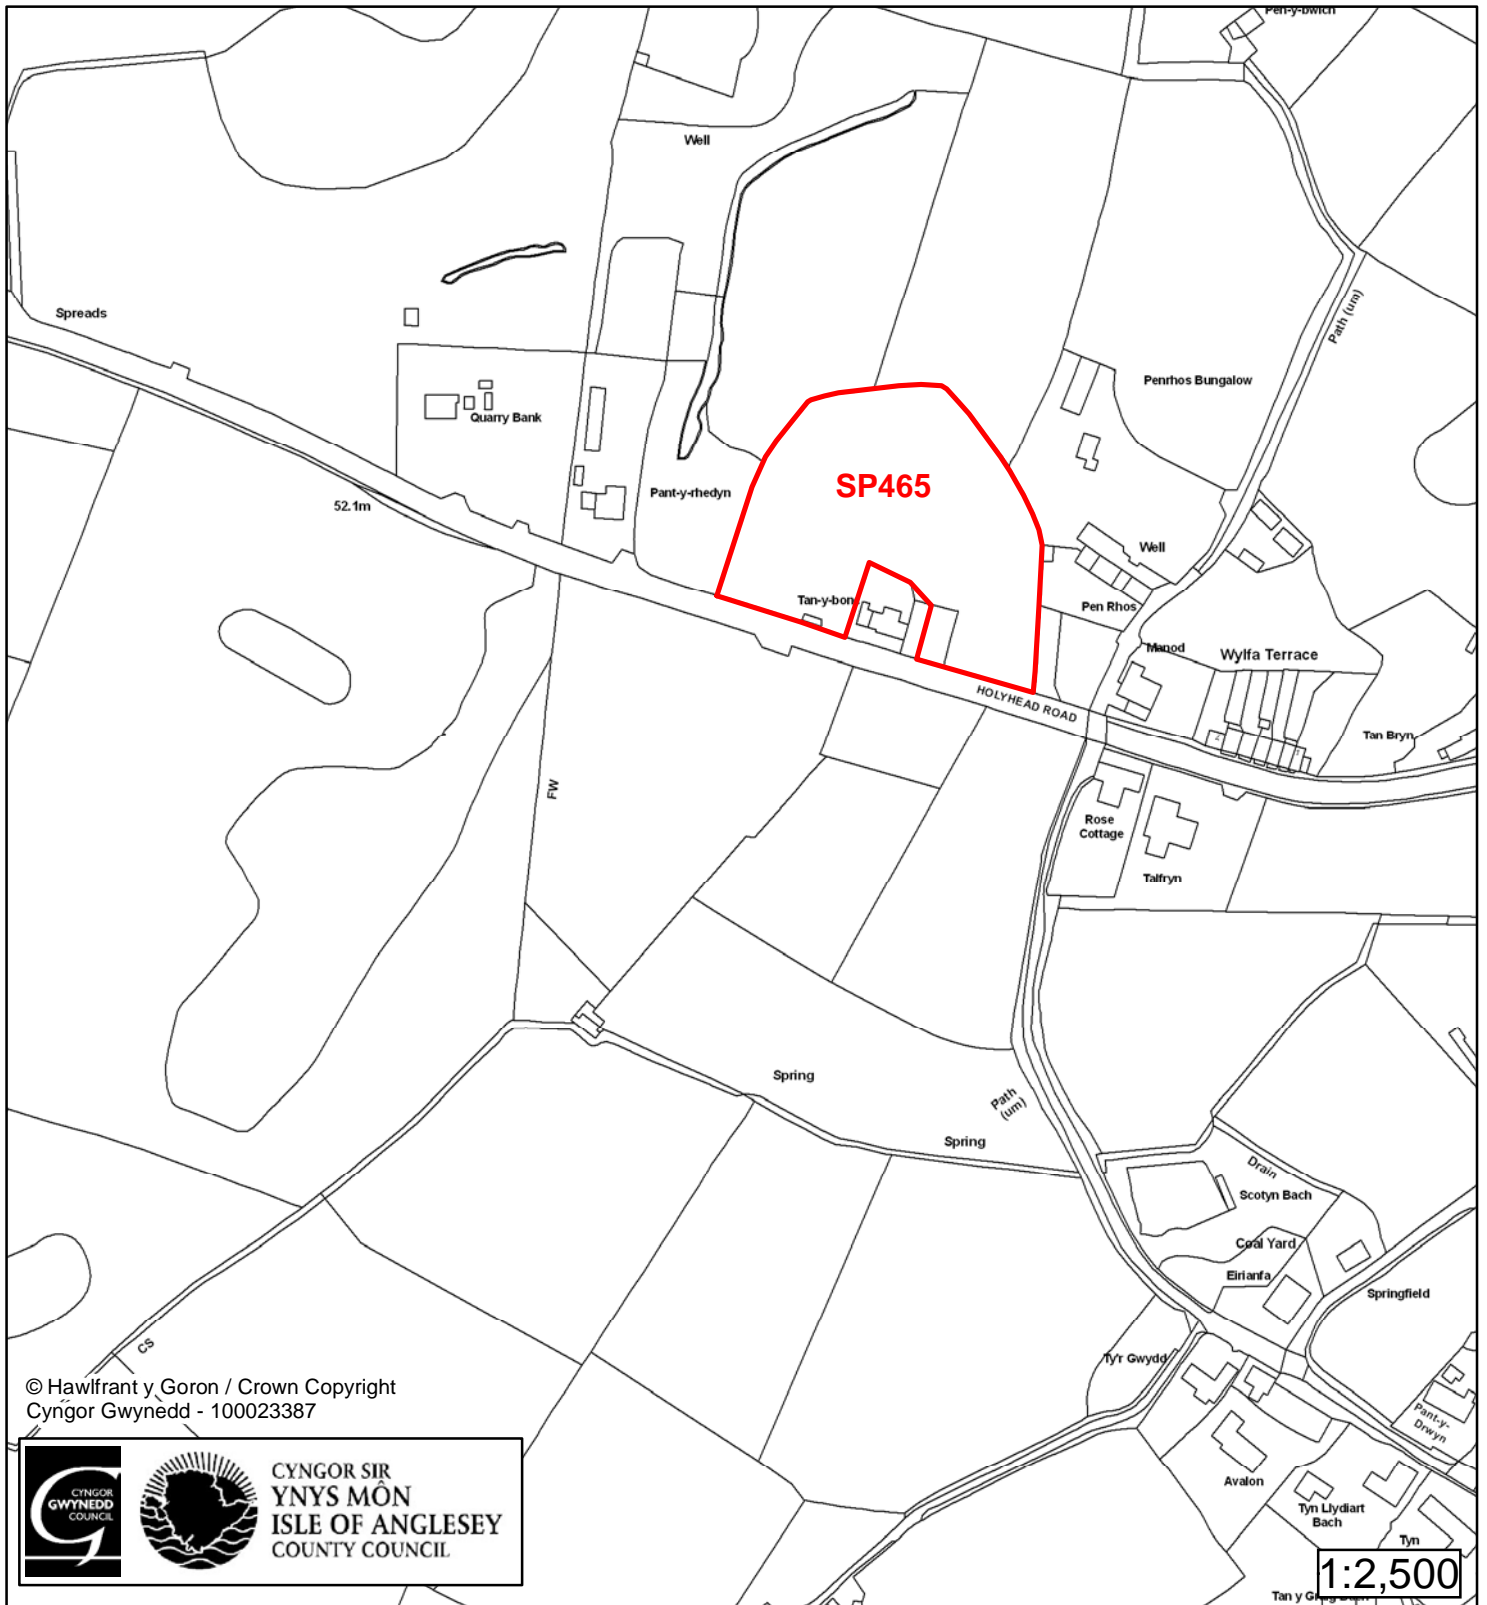 Pen-y-bwlch
Well
Spreads
Path (um)
Penrhos Bungalow
Quarry Bank
SP465
Pant-y-rhedyn
52.1m
Well
Tan-y-bon
Pen Rhos
Manod
Wylfa Terrace
HOLYHEAD ROAD
Tan Bryn
FW
Rose
Cottage
Talfryn
Spring
Path
(um)
Spring
Drain
Scotyn Bach
Coal Yard
Eirianfa
Springfield
CS
Ty'r Gwydd
© Hawlfrant y Goron / Crown Copyright
Cyngor Gwynedd - 100023387
Pant-y-
Drwyn
CYNGOR
GWYNEDD
COUNCIL
CYNGOR SIR
YNYS MÔN
ISLE OF ANGLESEY
COUNTY COUNCIL
Avalon
Tyn Llydiart
Bach
Tyn
1:2,500
Tan y